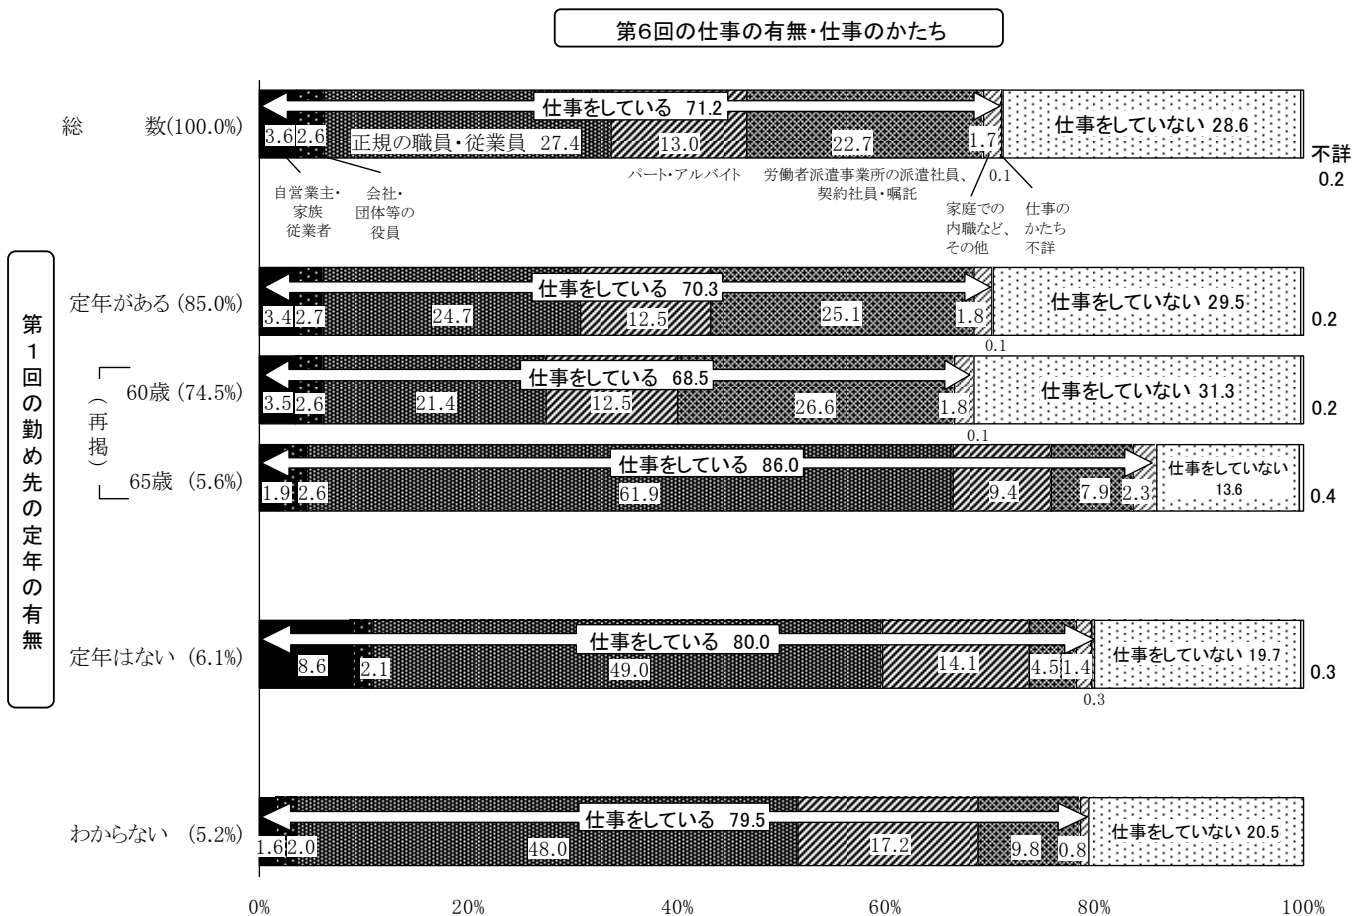 第6回の仕事の有無・仕事のかたち
総　数(100.0%)
仕事をしている 71.2
3.6
2.6
正規の職員・従業員 27.4
13.0
22.7
1.7
仕事をしていない 28.6
不詳
0.2
自営業主・
家族
従業者
会社・
団体等の
役員
パート・アルバイト
労働者派遣事業所の派遣社員、
契約社員・嘱託
0.1
家庭での
内職など、
その他
仕事の
かたち
不詳
第1回の勤め先の定年の有無
定年がある (85.0%)
仕事をしている 70.3
3.4
2.7
24.7
12.5
25.1
1.8
仕事をしていない 29.5
0.2
0.1
(再掲)
60歳 (74.5%)
仕事をしている 68.5
3.5
2.6
21.4
12.5
26.6
1.8
仕事をしていない 31.3
0.2
0.1
65歳 (5.6%)
仕事をしている 86.0
1.9
2.6
61.9
9.4
7.9
2.3
仕事をしていない
13.6
0.4
定年はない (6.1%)
仕事をしている 80.0
8.6
2.1
49.0
14.1
4.5
1.4
仕事をしていない 19.7
0.3
0.3
わからない (5.2%)
仕事をしている 79.5
1.6
2.0
48.0
17.2
9.8
0.8
仕事をしていない 20.5
0%
20%
40%
60%
80%
100%